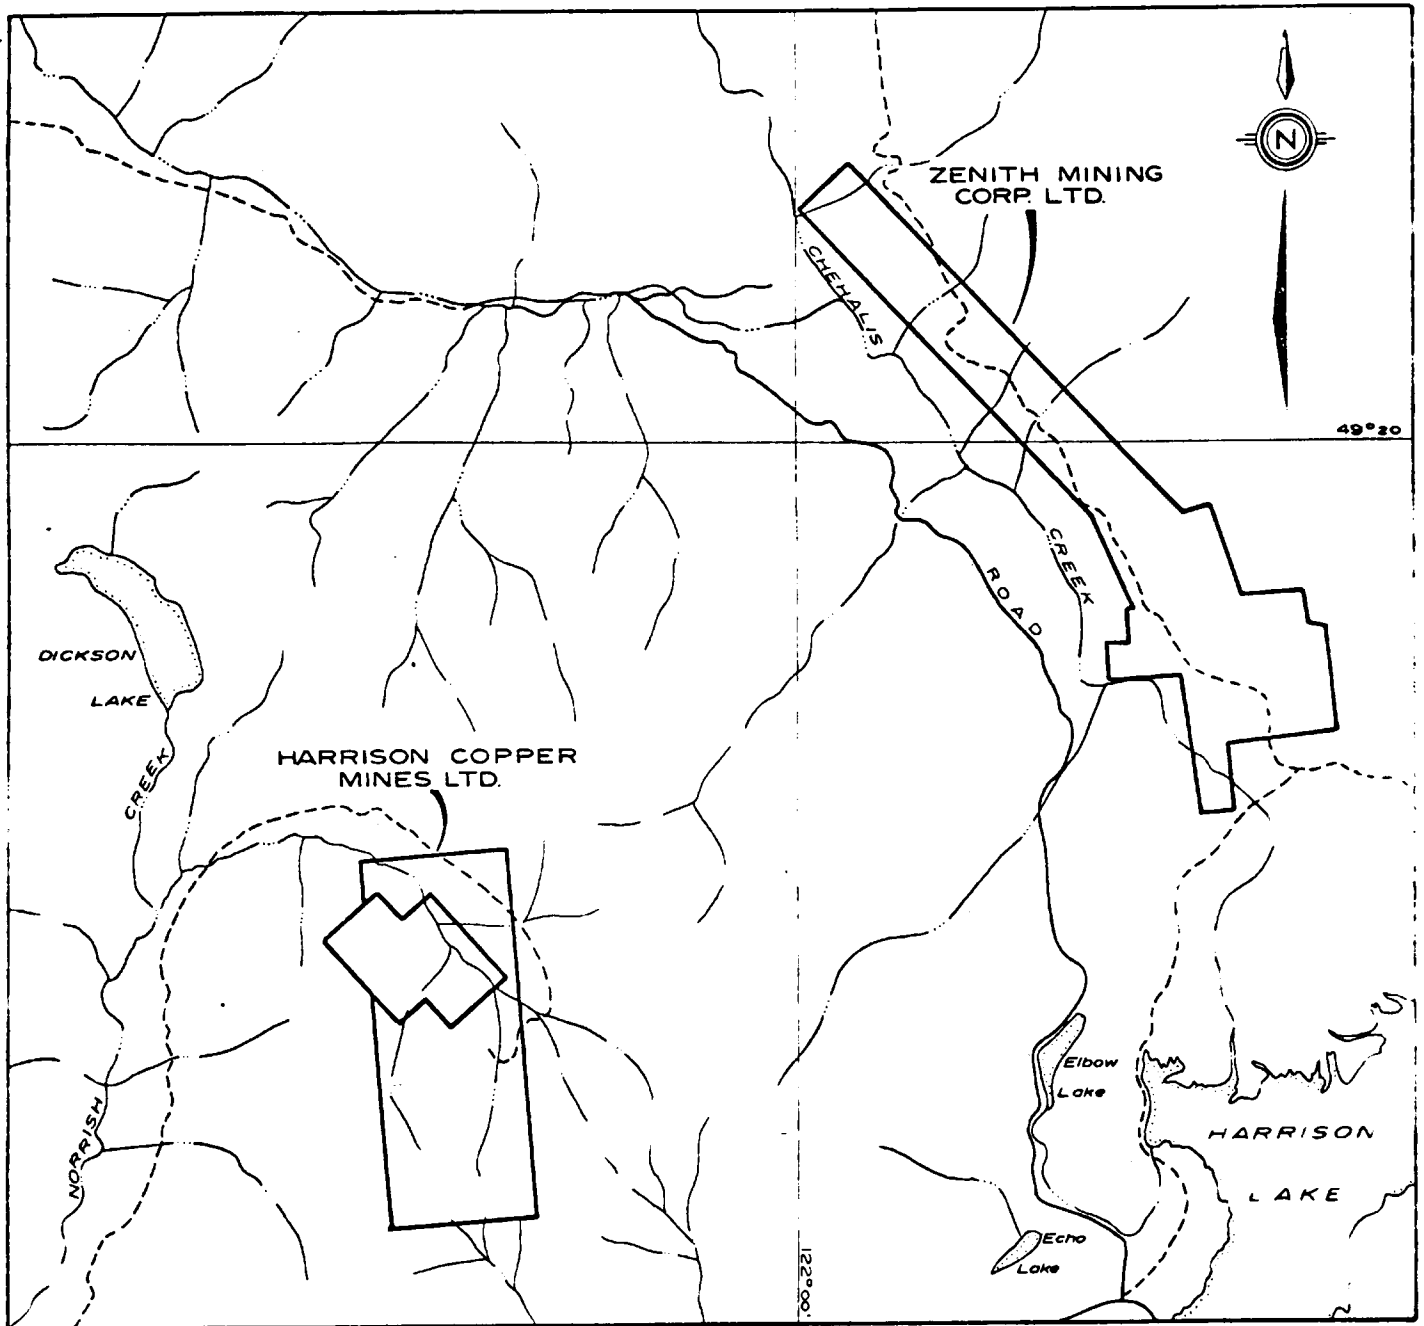 N
ZENITH MINING
CORP. LTD.
CHEHALIS
49°20
CREEK
ROAD
DICKSON
LAKE
CREEK
HARRISON COPPER
MINES LTD.
Elbow
Lake
HARRISON
LAKE
NORRISH
Echo
Lake
122°00'